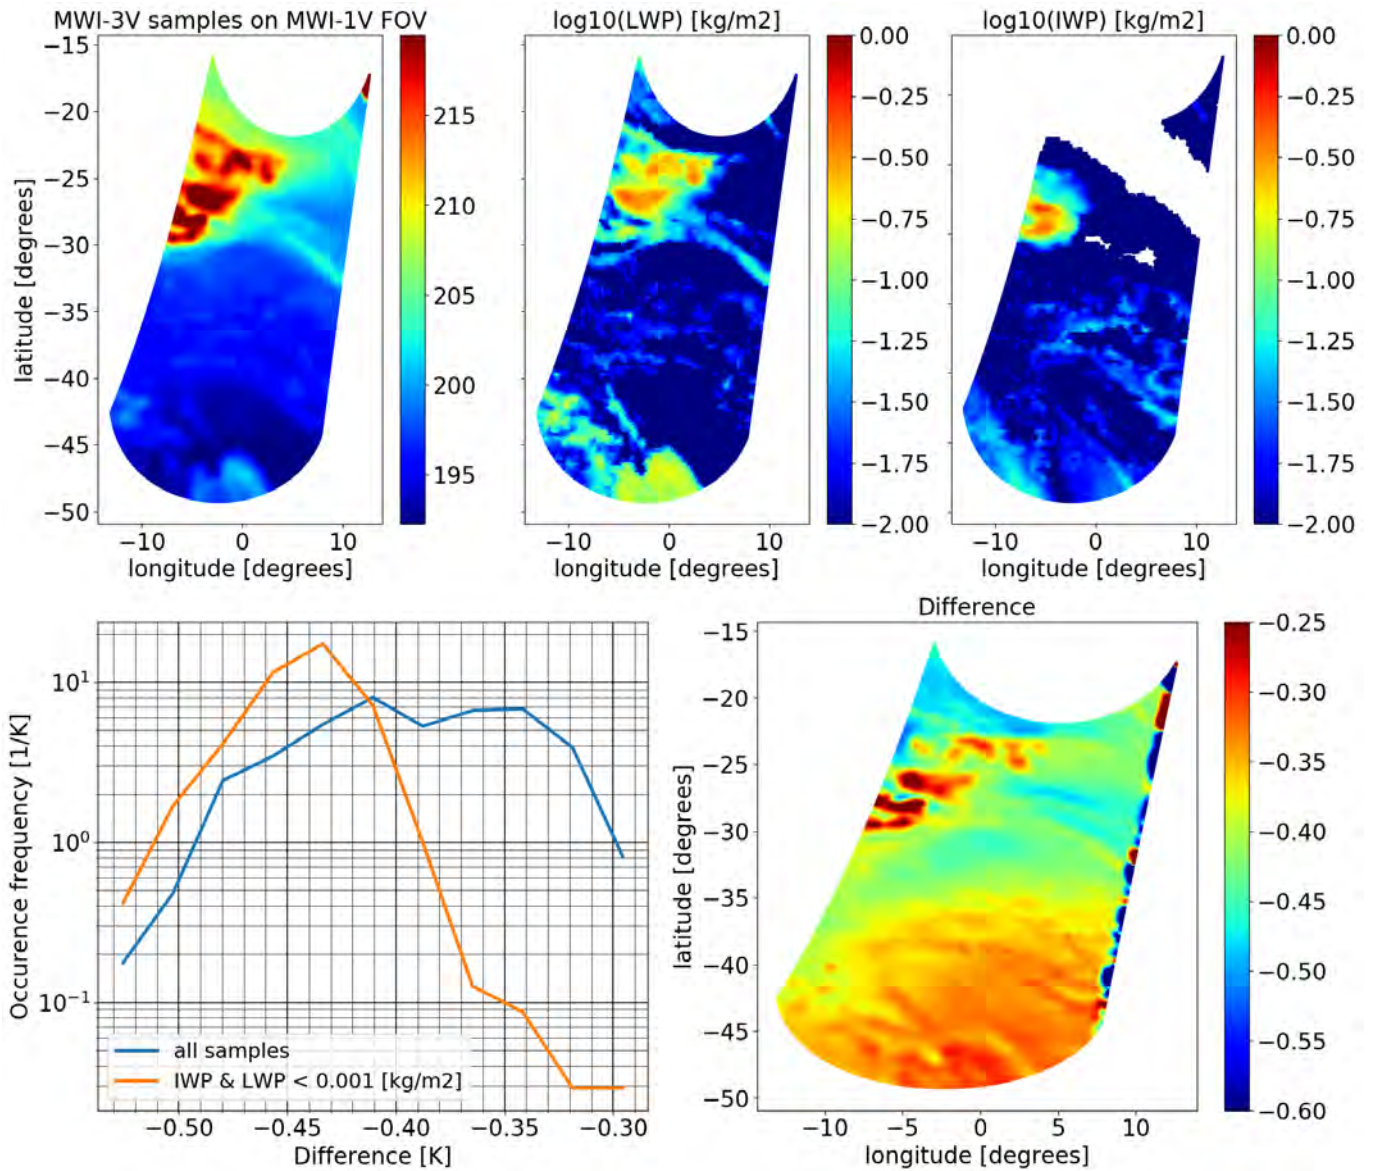 MWI-3V samples on MWI-1V FOV
−15
−20
−25
−30
−35
−40
−45
−50
latitude [degrees]
−10 0 10
longitude [degrees]
215
210
205
200
195
log10(LWP) [kg/m2]
−10 0 10
longitude [degrees]
0.00
−0.25
−0.50
−0.75
−1.00
−1.25
−1.50
−1.75
−2.00
log10(IWP) [kg/m2]
−10 0 10
longitude [degrees]
0.00
−0.25
−0.50
−0.75
−1.00
−1.25
−1.50
−1.75
−2.00
Occurence frequency [1/K]
10¹
10⁰
10⁻¹
all samples
IWP & LWP < 0.001 [kg/m2]
−0.50 −0.45 −0.40 −0.35 −0.30
Difference [K]
Difference
latitude [degrees]
−15
−20
−25
−30
−35
−40
−45
−50
−10 −5 0 5 10
longitude [degrees]
−0.25
−0.30
−0.35
−0.40
−0.45
−0.50
−0.55
−0.60